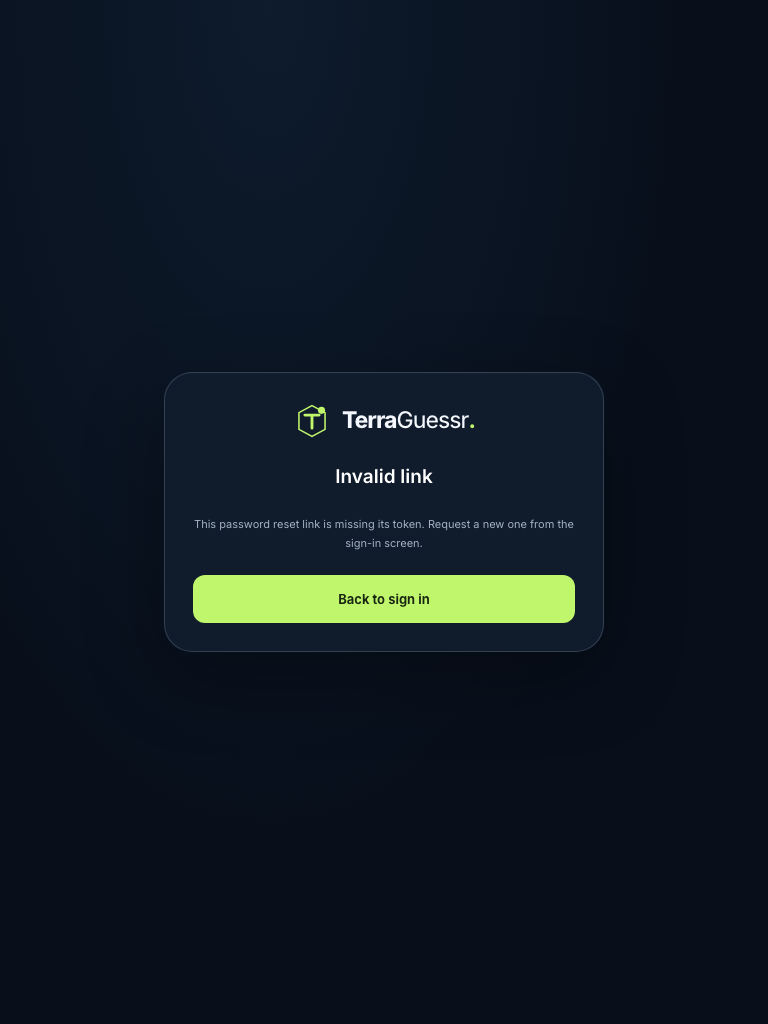 TerraGuessr.
Invalid link
This password reset link is missing its token. Request a new one from the
sign-in screen.
Back to sign in